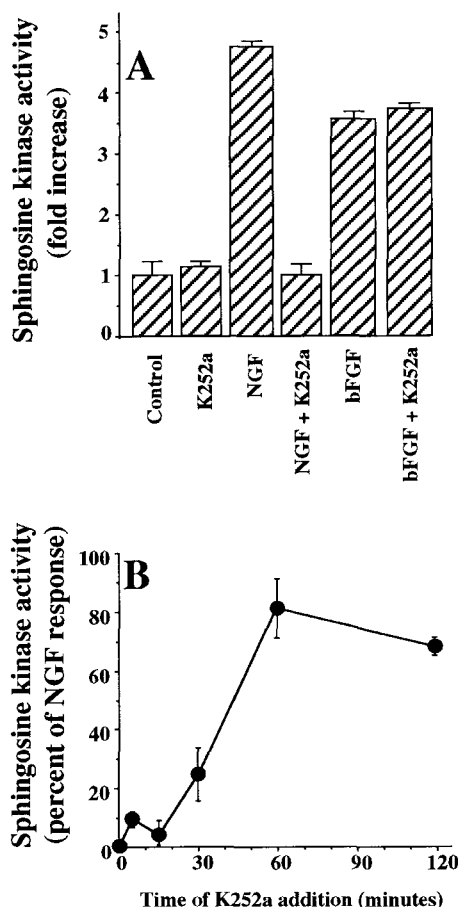 A
Sphingosine kinase activity
(fold increase)
5
4
3
2
1
0
Control
K252a
NGF
NGF + K252a
bFGF
bFGF + K252a
B
Sphingosine kinase activity
(percent of NGF response)
100
80
60
40
20
0
0 30 60 90 120
Time of K252a addition (minutes)